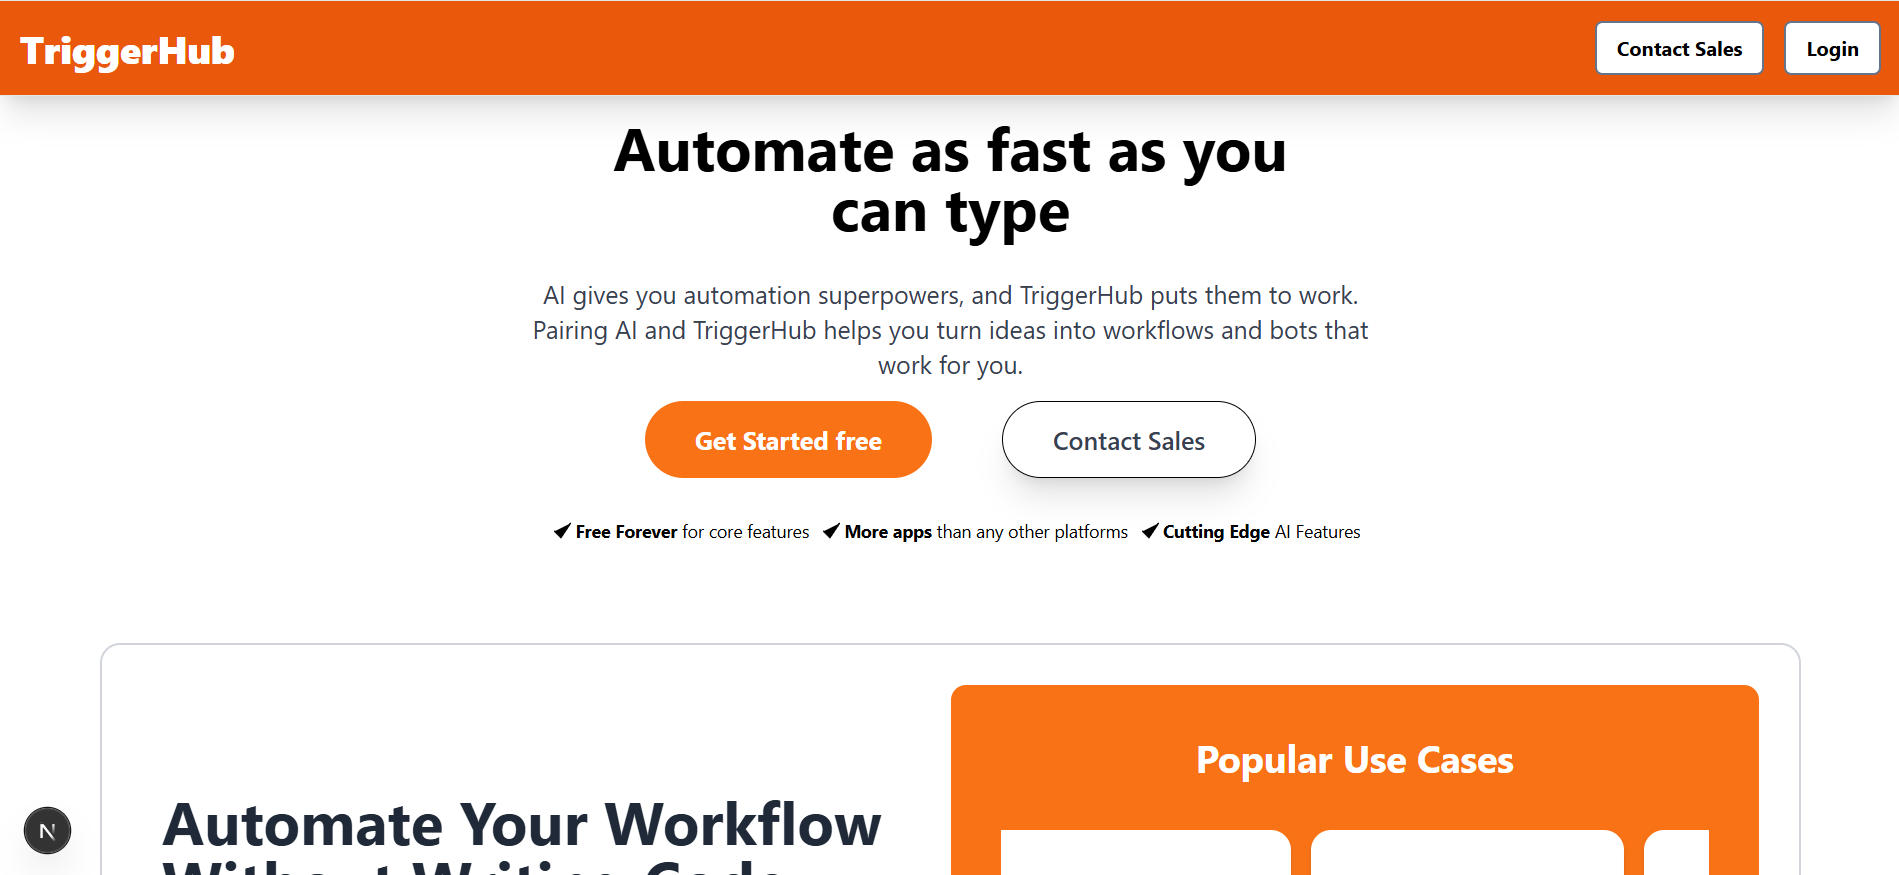 TriggerHub
Contact Sales
Login
Automate as fast as you
can type
AI gives you automation superpowers, and TriggerHub puts them to work.
Pairing AI and TriggerHub helps you turn ideas into workflows and bots that
work for you.
Get Started free
Contact Sales
Free Forever for core features
More apps than any other platforms
Cutting Edge AI Features
Popular Use Cases
Automate Your Workflow
Without Writing Code
N